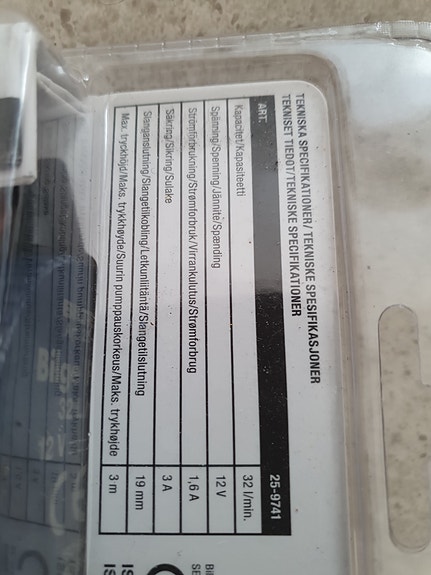 TEKNISKA SPECIFIKATIONER/ TEKNISKE SPESIFIKASJONER
TEKNISET TIEDOT/TEKNISKE SPECIFIKATIONER
ART. 25-9741
Kapacitet/Kapasiteetti 32 l/min.
Spänning/Spenning/Jännite/Spænding 12 V
Strömförbrukning/Strømforbruk/Virrankulutus/Strømforbrug 1,6 A
Säkring/Sikring/Sulake 3 A
Slanganslutning/Slangetilkobling/Letkunliitäntä/Slangetilslutning 19 mm
Max. tryckhöjd/Maks. trykkhøyde/Suurin pumppauskorkeus/Maks. trykhøjde 3 m